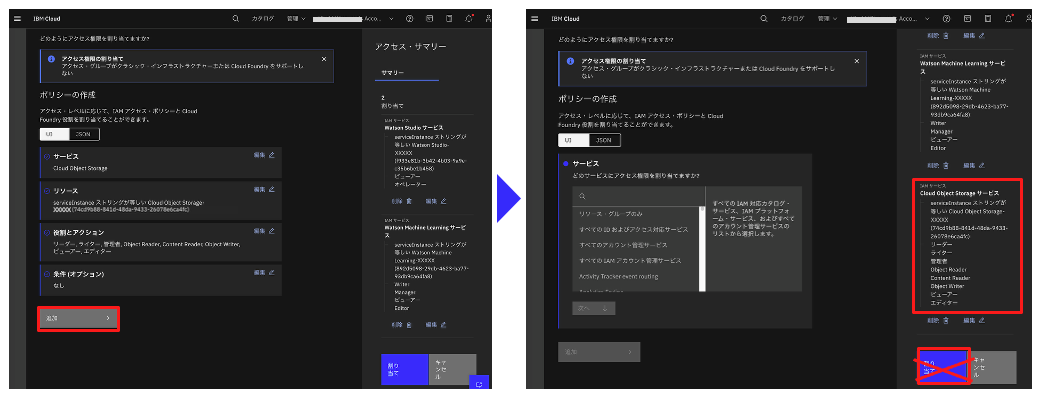 IBM Cloud
カタログ
管理
Acco...
どのようにアクセス権限を割り当てますか?
アクセス権限の割り当て
アクセス・グループがクラシック・インフラストラクチャーまたは Cloud Foundry をサポートし
ない
ポリシーの作成
アクセス・レベルに応じて、IAM アクセス・ポリシーと Cloud
Foundry 役割を割り当てることができます。
UI
JSON
サービス
編集
Cloud Object Storage
リソース
編集
serviceInstance ストリングが等しい Cloud Object Storage-
XXXXX(74cd9b88-841d-48da-9433-26078e6ca4fc)
役割とアクション
編集
リーダー, ライター, 管理者, Object Reader, Content Reader, Object Writer,
ビューアー, エディター
条件 (オプション)
編集
なし
追加
アクセス・サマリー
サマリー
2
割り当て
IAM サービス
Watson Studio サービス
serviceInstance ストリングが
等しい Watson Studio-
XXXXX
ビューアー
オペレーター
削除
編集
IAM サービス
Watson Machine Learning サービ
ス
serviceInstance ストリングが
等しい Watson Machine
Learning-XXXXX
(892d5098-29cb-4623-ba77-
93db9ca64fa8)
Writer
Manager
ビューアー
Editor
削除
編集
割り
当て
キャ
ンセ
ル
IBM Cloud
カタログ
管理
Acco...
どのようにアクセス権限を割り当てますか?
アクセス権限の割り当て
アクセス・グループがクラシック・インフラストラクチャーまたは Cloud Foundry をサポートし
ない
ポリシーの作成
アクセス・レベルに応じて、IAM アクセス・ポリシーと Cloud
Foundry 役割を割り当てることができます。
UI
JSON
サービス
どのサービスにアクセス権限を割り当てますか?
リソース・グループのみ
すべての ID およびアクセス対応サービス
すべてのアカウント管理サービス
すべての IAM アカウント管理サービス
Activity Tracker event routing
すべての IAM 対応カタログ・
サービス、IAM プラットフォ
ーム・サービス、およびすべて
のアカウント管理サービスの
リストから選択します。
次へ
追加
削除
編集
IAM サービス
Watson Machine Learning サービ
ス
serviceInstance ストリングが
等しい Watson Machine
Learning-XXXXX
(892d5098-29cb-4623-ba77-
93db9ca64fa8)
Writer
Manager
ビューアー
Editor
削除
編集
IAM サービス
Cloud Object Storage サービス
serviceInstance ストリングが
等しい Cloud Object Storage-
XXXXX
(74cd9b88-841d-48da-9433-
26078e6ca4fc)
リーダー
ライター
管理者
Object Reader
Content Reader
Object Writer
ビューアー
エディター
削除
編集
割り
当て
キャ
ンセ
ル